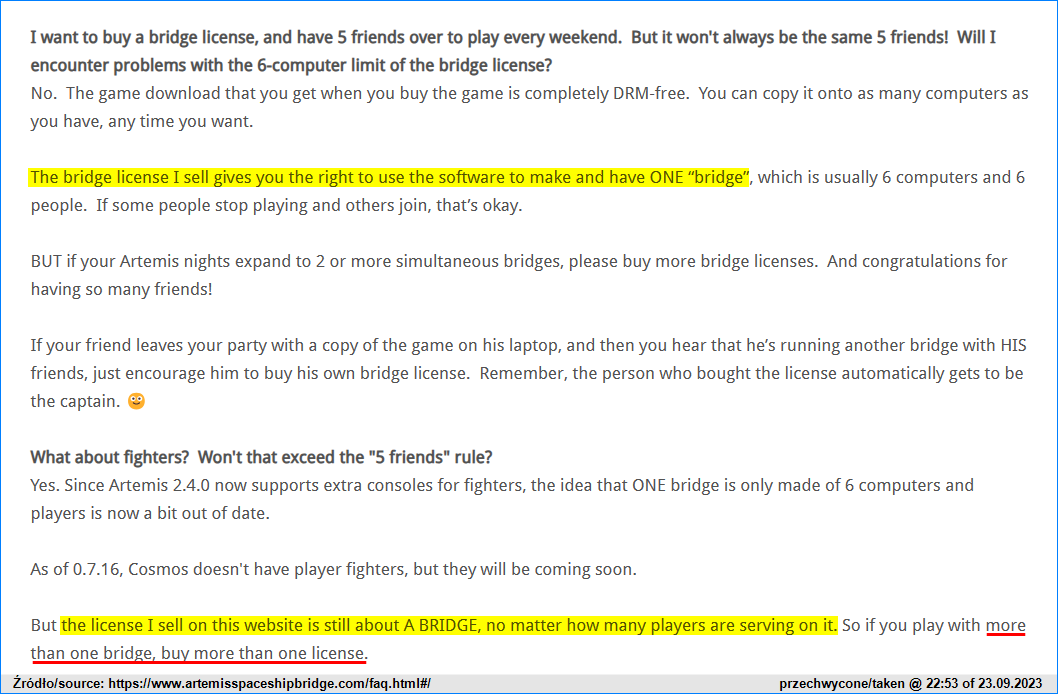 I want to buy a bridge license, and have 5 friends over to play every weekend.  But it won't always be the same 5 friends!  Will I
encounter problems with the 6-computer limit of the bridge license?
No.  The game download that you get when you buy the game is completely DRM-free.  You can copy it onto as many computers as
you have, any time you want.
The bridge license I sell gives you the right to use the software to make and have ONE “bridge”, which is usually 6 computers and 6
people.  If some people stop playing and others join, that’s okay.
BUT if your Artemis nights expand to 2 or more simultaneous bridges, please buy more bridge licenses.  And congratulations for
having so many friends!
If your friend leaves your party with a copy of the game on his laptop, and then you hear that he’s running another bridge with HIS
friends, just encourage him to buy his own bridge license.  Remember, the person who bought the license automatically gets to be
the captain. 🙂
What about fighters?  Won't that exceed the "5 friends" rule?
Yes. Since Artemis 2.4.0 now supports extra consoles for fighters, the idea that ONE bridge is only made of 6 computers and
players is now a bit out of date.
As of 0.7.16, Cosmos doesn't have player fighters, but they will be coming soon.
But the license I sell on this website is still about A BRIDGE, no matter how many players are serving on it. So if you play with more
than one bridge, buy more than one license.
Źródło/source: https://www.artemisspaceshipbridge.com/faq.html#/ przechwycone/taken @ 22:53 of 23.09.2023